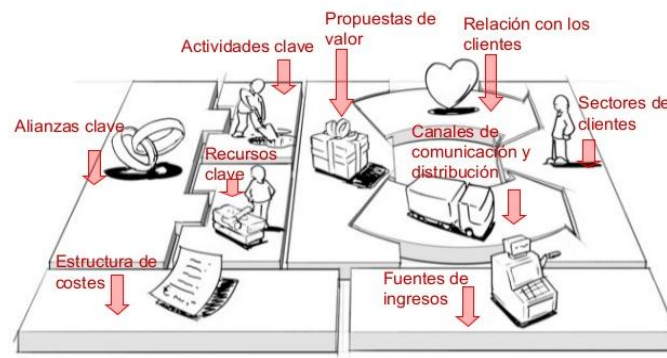 Propuestas de
valor
Relación con los
clientes
Actividades clave
Sectores de
clientes
Alianzas clave
Canales de
comunicación y
distribución
Recursos
clave
Estructura de
costes
Fuentes de
ingresos